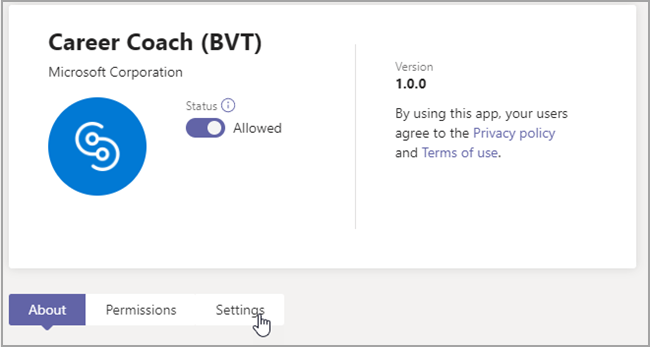 Career Coach (BVT)
Microsoft Corporation
Status
Allowed
Version
1.0.0
By using this app, your users
agree to the Privacy policy
and Terms of use.
About Permissions Settings